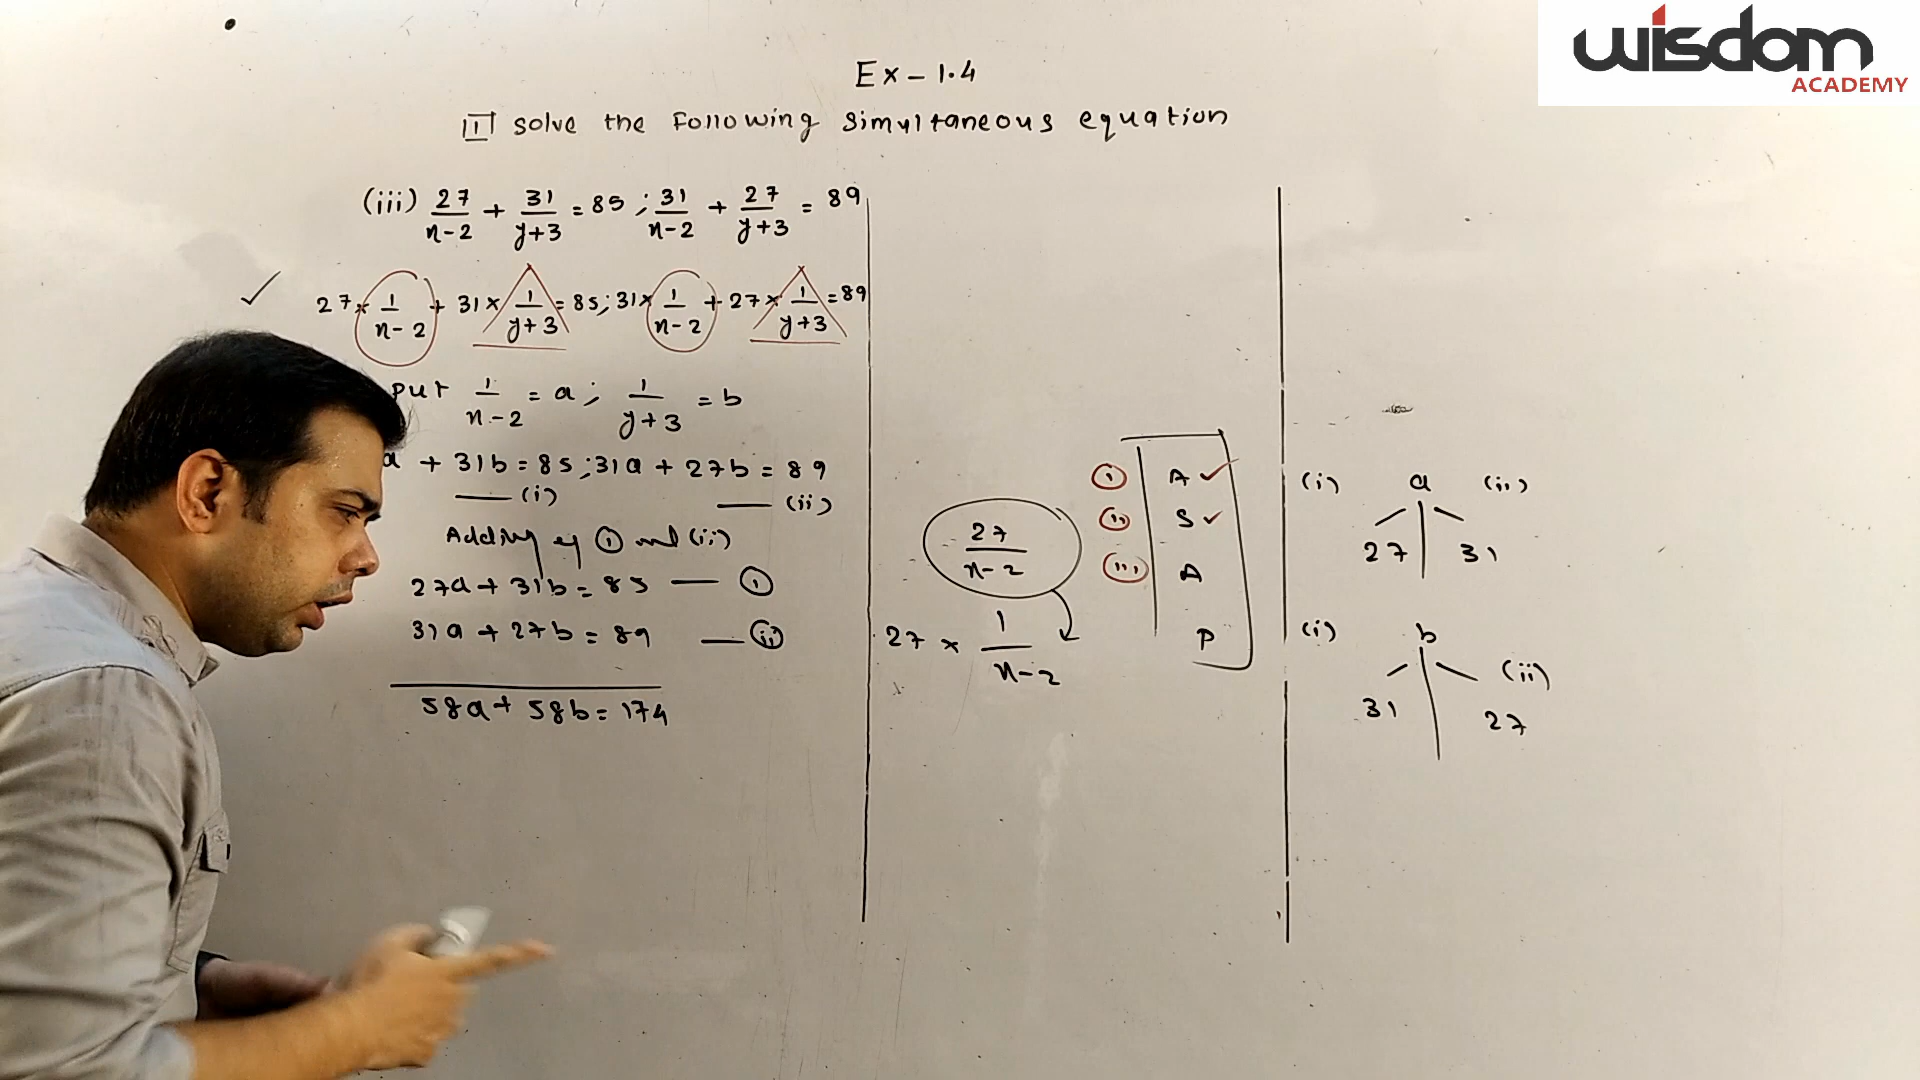 wisdom
ACADEMY
Ex – 1.4
1 solve the following simultaneous equation
(iii) 27/x-2 + 31/y+3 = 85 ; 31/x-2 + 27/y+3 = 89
27 × 1/x-2 + 31 × 1/y+3 = 85; 31 × 1/x-2 + 27 × 1/y+3 = 89
put 1/x-2 = a; 1/y+3 = b
a + 31b = 85 ; 31a + 27b = 89
— (i) — (ii)
Adding eq (i) and (ii)
27a + 31b = 85 — (i)
31a + 27b = 89 — (ii)
58a + 58b = 174
27/x-2
27 × 1/x-2
(i) A ✓
(ii) S ✓
(iii) A
P
(i) a (ii)
27 31
(i) b (ii)
31 27